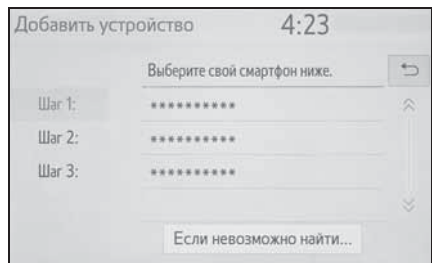 Добавить устройство 4:23
Выберите свой смартфон ниже.
Шаг 1: **********
Шаг 2: **********
Шаг 3: **********
Если невозможно найти...